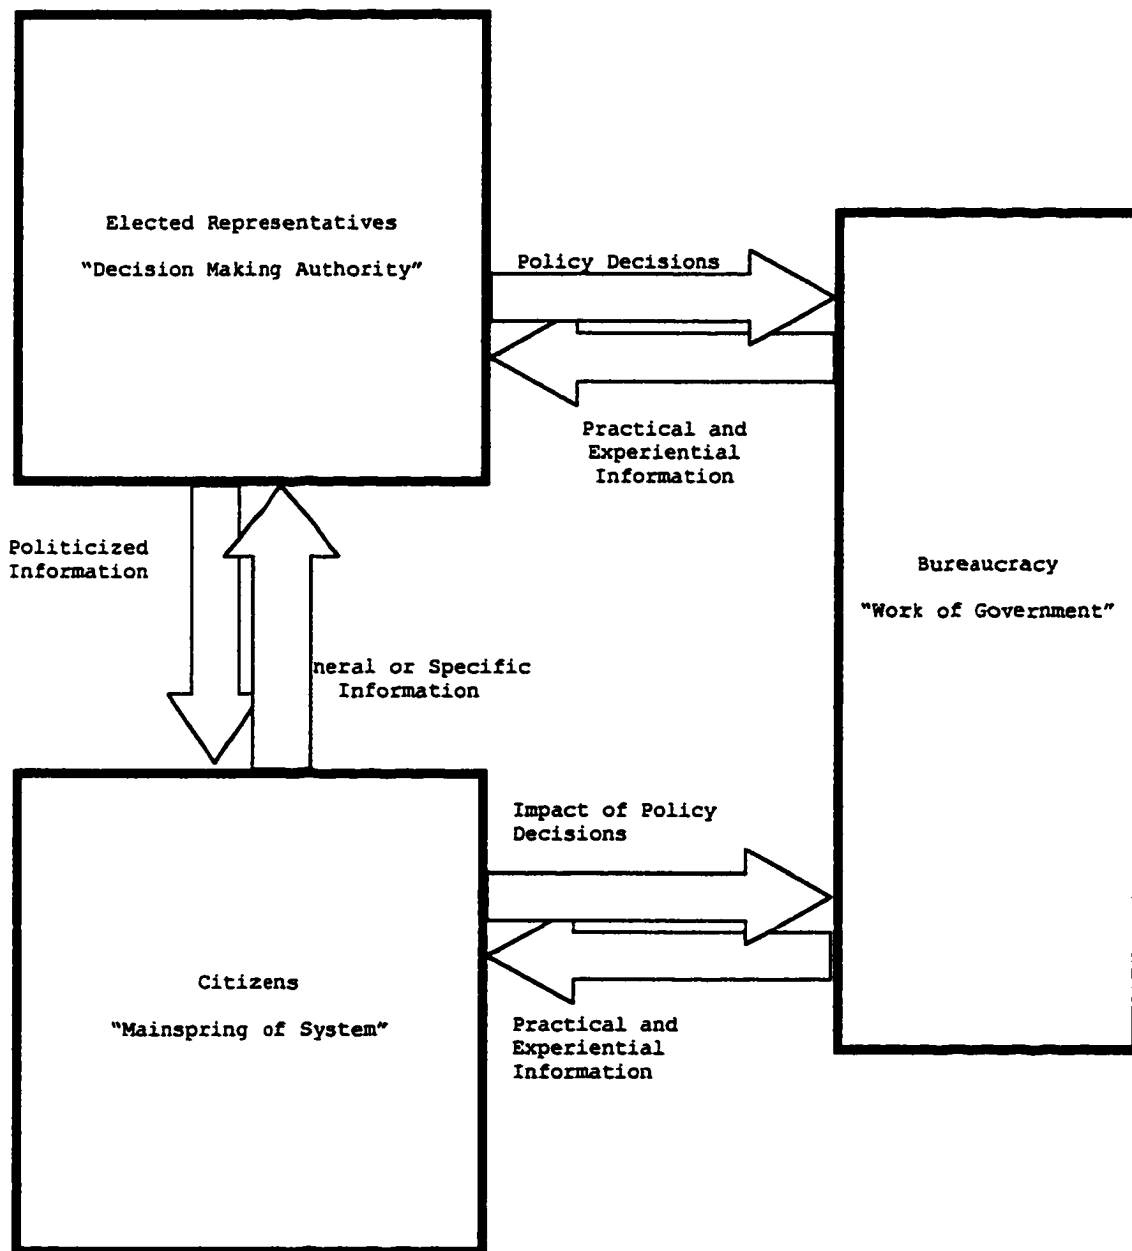 Elected Representatives
"Decision Making Authority"
Policy Decisions
Practical and
Experiential
Information
Politicized
Information
Bureaucracy
"Work of Government"
neral or Specific
Information
Impact of Policy
Decisions
Citizens
"Mainspring of System"
Practical and
Experiential
Information